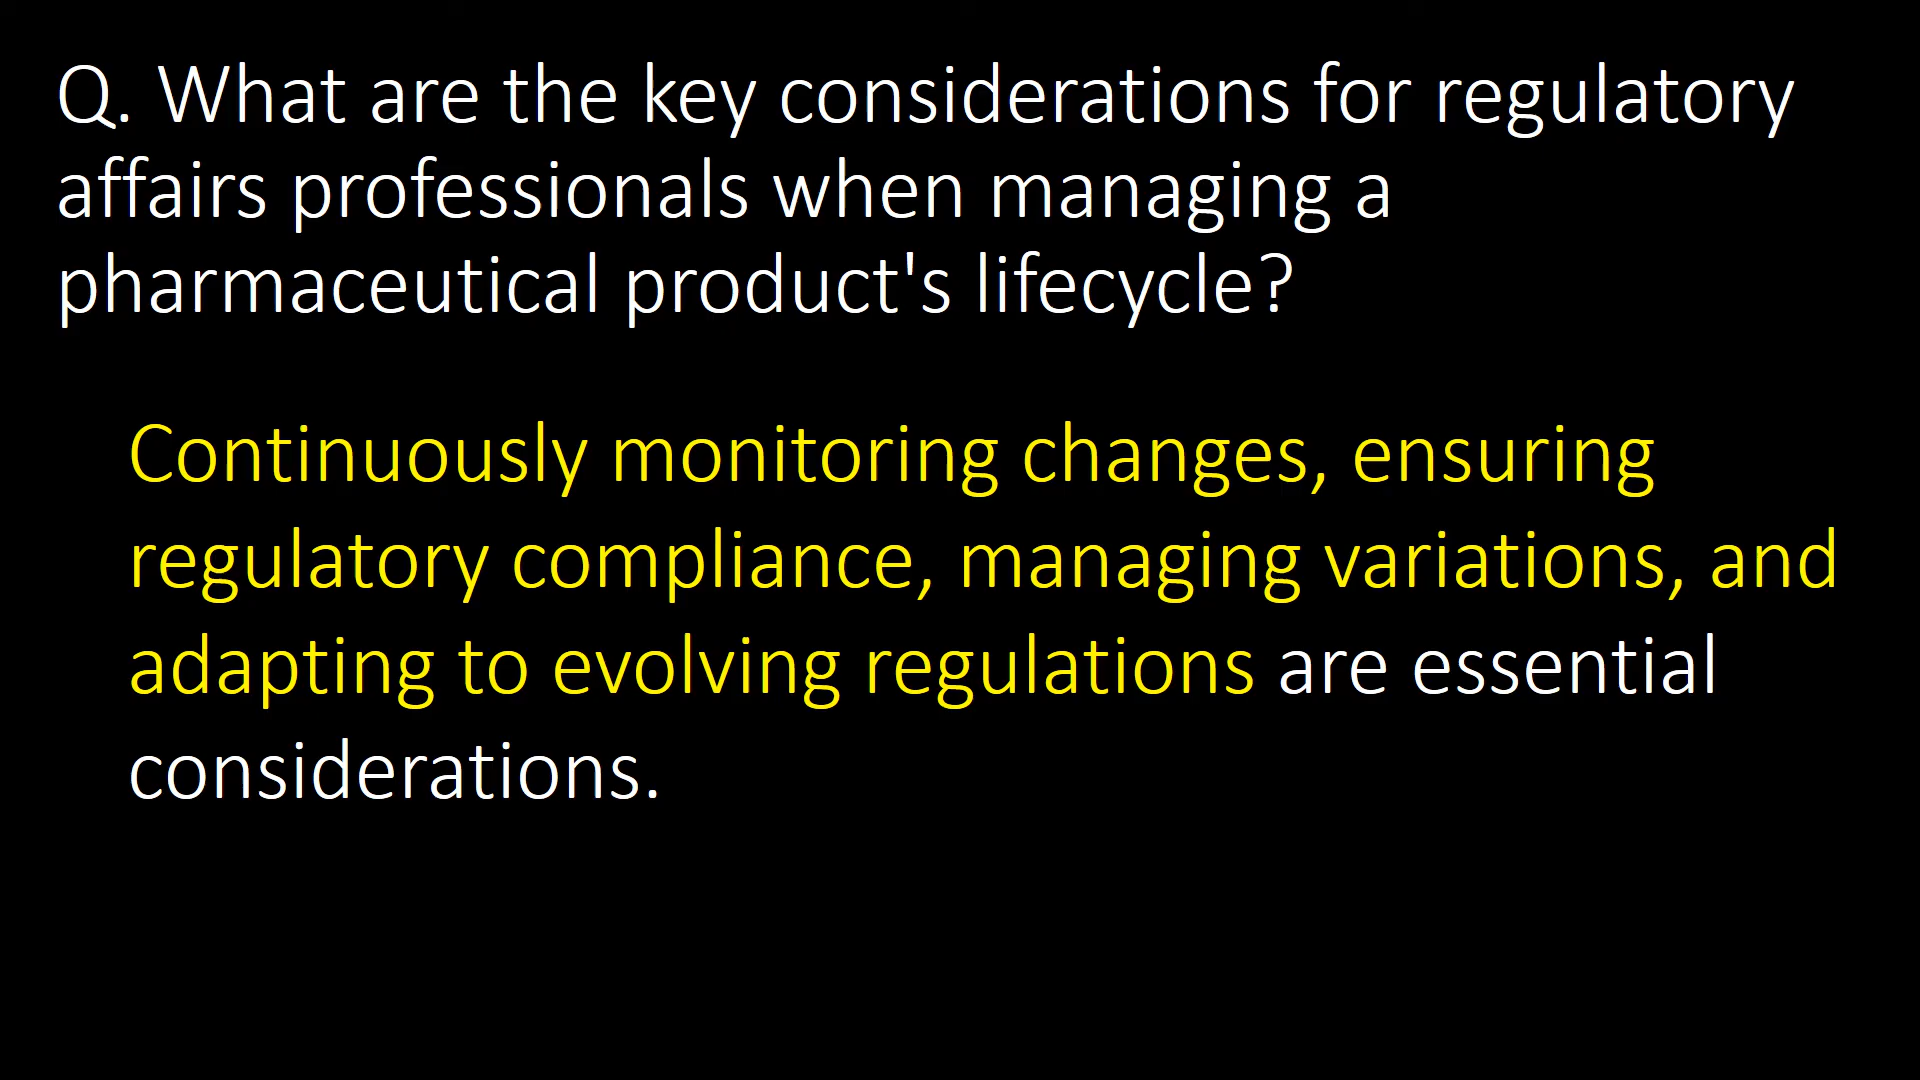 Q. What are the key considerations for regulatory
affairs professionals when managing a
pharmaceutical product's lifecycle?
Continuously monitoring changes, ensuring
regulatory compliance, managing variations, and
adapting to evolving regulations are essential
considerations.